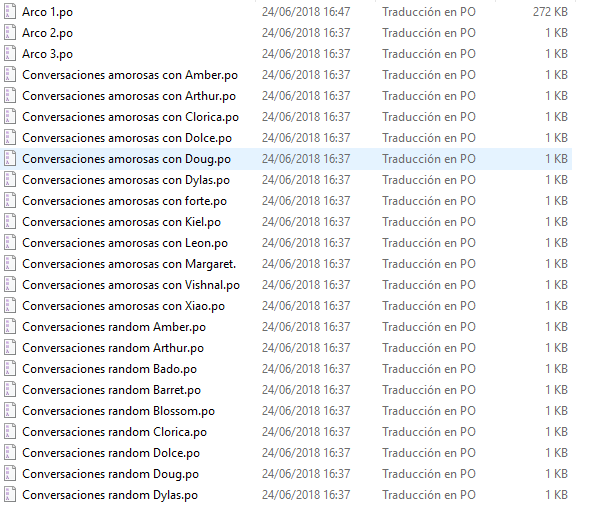 Arco 1.po 24/06/2018 16:47 Traducción en PO 272 KB
Arco 2.po 24/06/2018 16:37 Traducción en PO 1 KB
Arco 3.po 24/06/2018 16:37 Traducción en PO 1 KB
Conversaciones amorosas con Amber.po 24/06/2018 16:37 Traducción en PO 1 KB
Conversaciones amorosas con Arthur.po 24/06/2018 16:37 Traducción en PO 1 KB
Conversaciones amorosas con Clorica.po 24/06/2018 16:37 Traducción en PO 1 KB
Conversaciones amorosas con Dolce.po 24/06/2018 16:37 Traducción en PO 1 KB
Conversaciones amorosas con Doug.po 24/06/2018 16:37 Traducción en PO 1 KB
Conversaciones amorosas con Dylas.po 24/06/2018 16:37 Traducción en PO 1 KB
Conversaciones amorosas con forte.po 24/06/2018 16:37 Traducción en PO 1 KB
Conversaciones amorosas con Kiel.po 24/06/2018 16:37 Traducción en PO 1 KB
Conversaciones amorosas con Leon.po 24/06/2018 16:37 Traducción en PO 1 KB
Conversaciones amorosas con Margaret. 24/06/2018 16:37 Traducción en PO 1 KB
Conversaciones amorosas con Vishnal.po 24/06/2018 16:37 Traducción en PO 1 KB
Conversaciones amorosas con Xiao.po 24/06/2018 16:37 Traducción en PO 1 KB
Conversaciones random Amber.po 24/06/2018 16:37 Traducción en PO 1 KB
Conversaciones random Arthur.po 24/06/2018 16:37 Traducción en PO 1 KB
Conversaciones random Bado.po 24/06/2018 16:37 Traducción en PO 1 KB
Conversaciones random Barret.po 24/06/2018 16:37 Traducción en PO 1 KB
Conversaciones random Blossom.po 24/06/2018 16:37 Traducción en PO 1 KB
Conversaciones random Clorica.po 24/06/2018 16:37 Traducción en PO 1 KB
Conversaciones random Dolce.po 24/06/2018 16:37 Traducción en PO 1 KB
Conversaciones random Doug.po 24/06/2018 16:37 Traducción en PO 1 KB
Conversaciones random Dylas.po 24/06/2018 16:37 Traducción en PO 1 KB